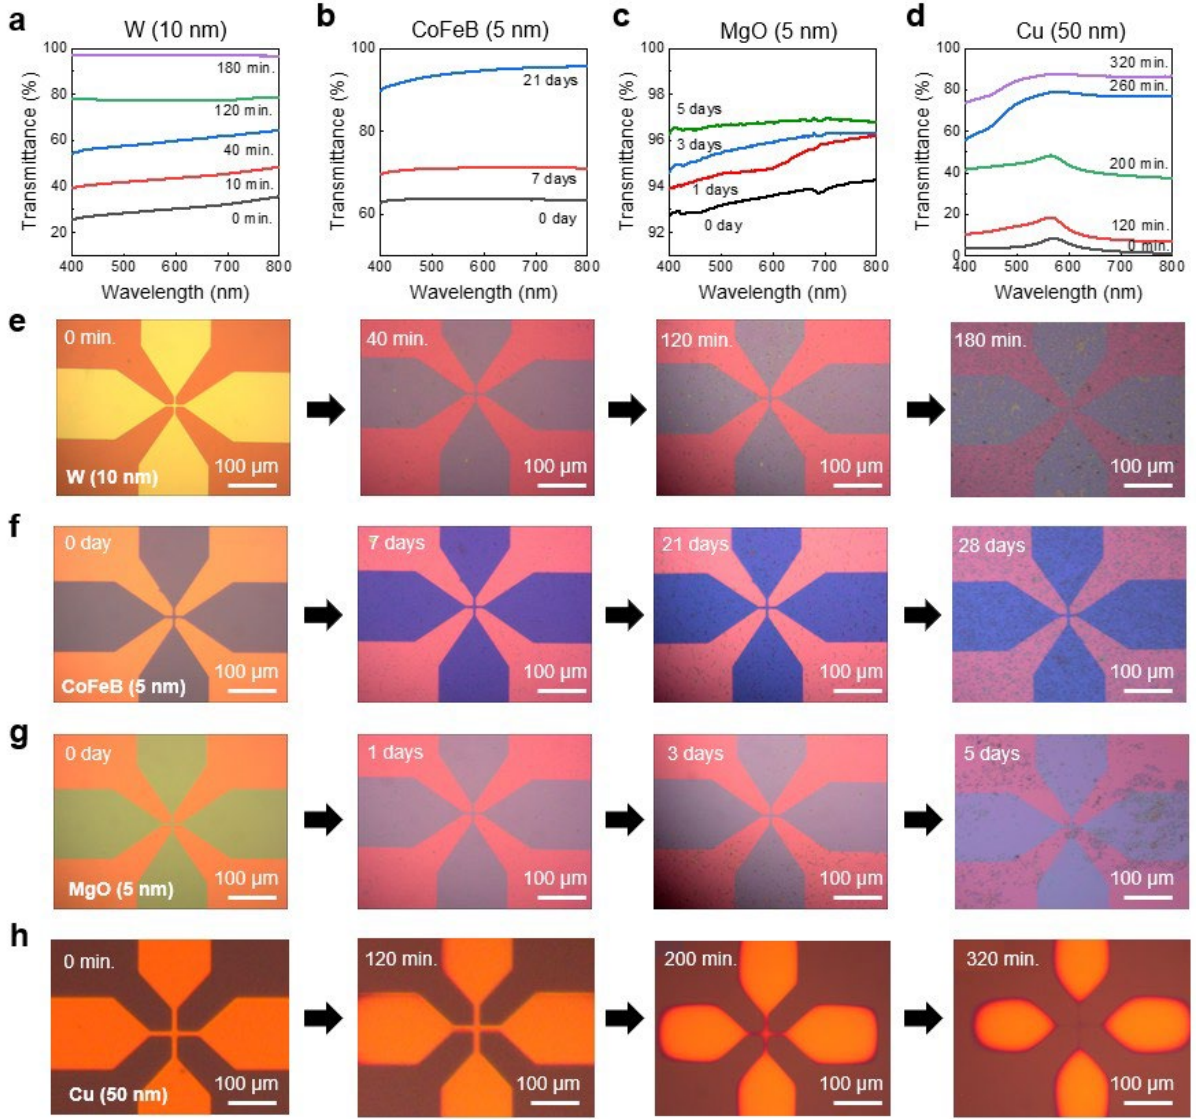 a
W (10 nm)
Transmittance (%)
100
80
60
40
20
180 min.
120 min.
40 min.
10 min.
0 min.
400 500 600 700 800
Wavelength (nm)
b
CoFeB (5 nm)
Transmittance (%)
100
80
60
21 days
7 days
0 day
400 500 600 700 800
Wavelength (nm)
c
MgO (5 nm)
Transmittance (%)
100
98
96
94
92
5 days
3 days
1 days
0 day
400 500 600 700 800
Wavelength (nm)
d
Cu (50 nm)
Transmittance (%)
100
80
60
40
20
0
320 min.
260 min.
200 min.
120 min.
0 min.
400 500 600 700 800
Wavelength (nm)
e
0 min.
W (10 nm)
100 µm
40 min.
100 µm
120 min.
100 µm
180 min.
100 µm
f
0 day
CoFeB (5 nm)
100 µm
7 days
100 µm
21 days
100 µm
28 days
100 µm
g
0 day
MgO (5 nm)
100 µm
1 days
100 µm
3 days
100 µm
5 days
100 µm
h
0 min.
Cu (50 nm)
100 µm
120 min.
100 µm
200 min.
100 µm
320 min.
100 µm